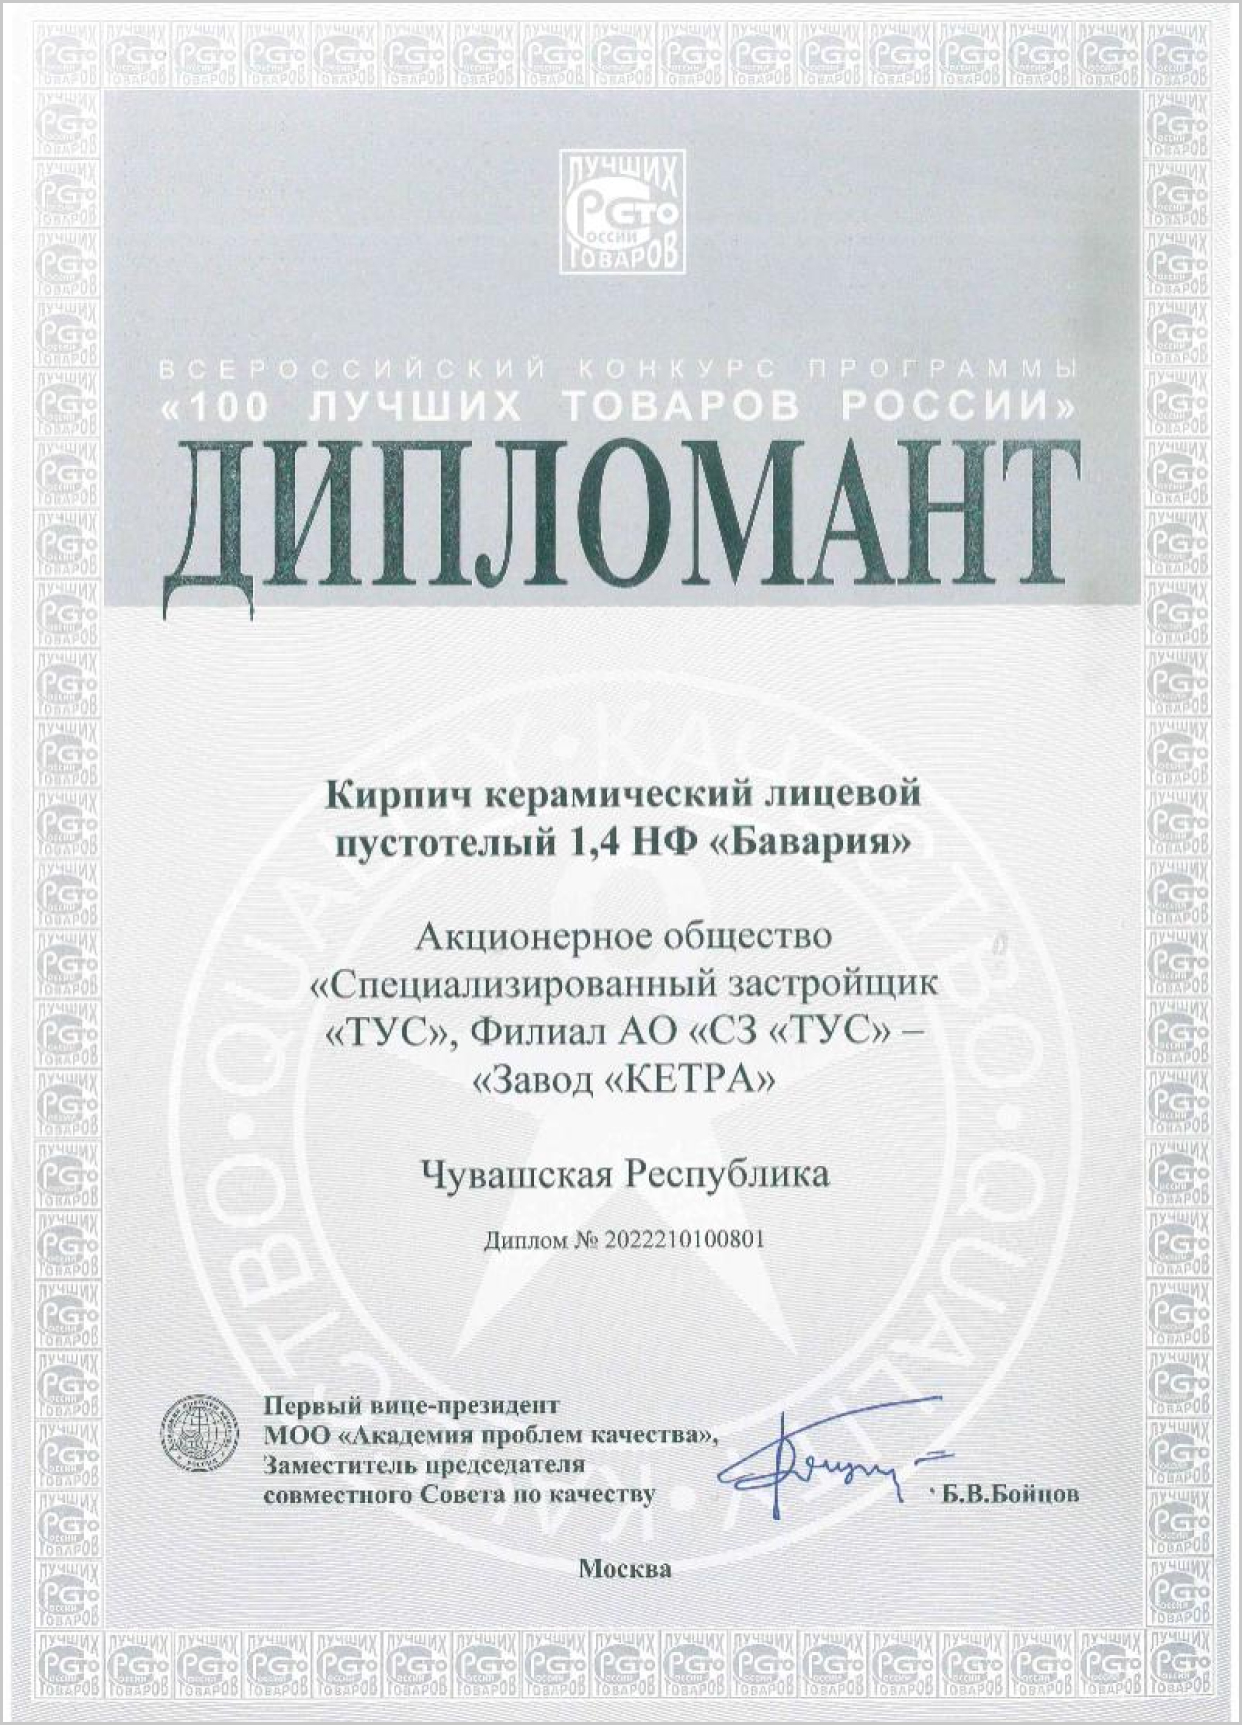 ЛУЧШИХ
РСТО
ОССИИ
ТОВАРОВ
ВСЕРОССИЙСКИЙ КОНКУРС ПРОГРАММЫ
«100 ЛУЧШИХ ТОВАРОВ РОССИИ»
ДИПЛОМАНТ
Кирпич керамический лицевой
пустотелый 1,4 НФ «Бавария»
Акционерное общество
«Специализированный застройщик
«ТУС», Филиал АО «СЗ «ТУС» –
«Завод «КЕТРА»
Чувашская Республика
Диплом № 2022210100801
Первый вице-президент
МОО «Академия проблем качества»,
Заместитель председателя
совместного Совета по качеству
Б.В.Бойцов
Москва